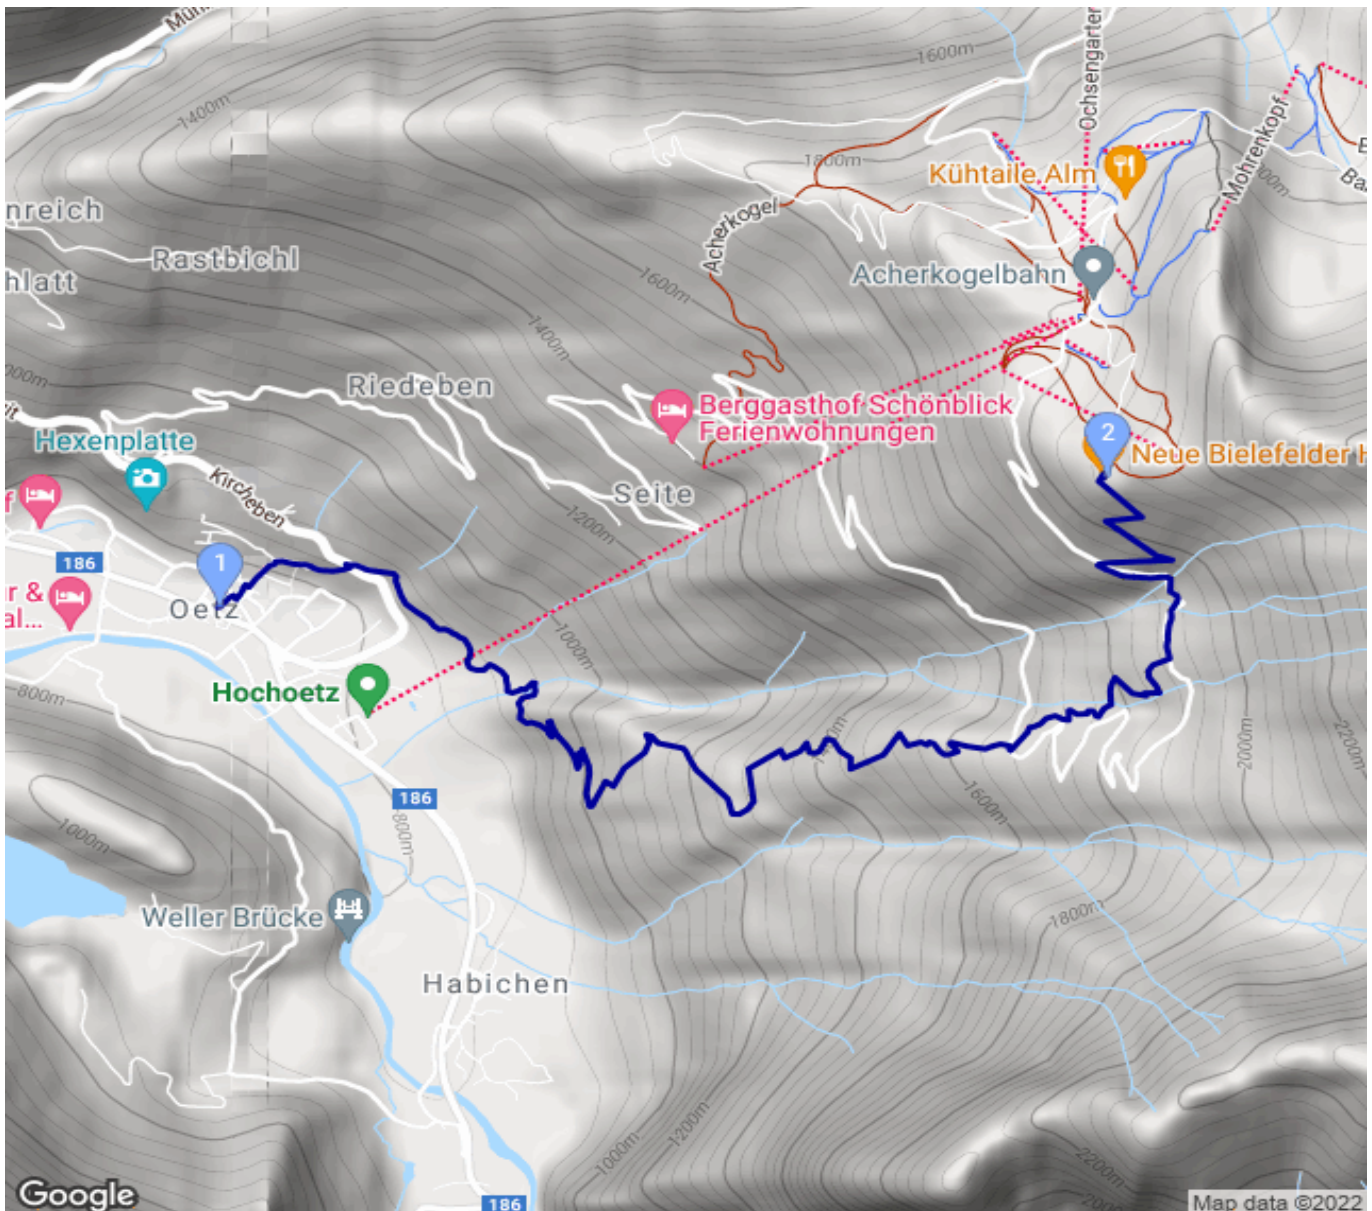 Ochsengarten
1600m
1400m
Mohrenkopf
1800m
Kühtaile Alm
nreich
Acherkogel
Rastbichl
Acherkogelbahn
hlatt
1600m
1400m
Riedeben
Berggasthof Schönblick
Ferienwohnungen
2
Hexenplatte
Neue Bielefelder H
Kircheben
Seite
1200m
186
1
r &
al...
Oetz
1000m
Hochoetz
800m
2000m
2200m
1600m
186
800m
1000m
Weller Brücke
1800m
Habichen
1000m
1200m
2200m
Google
186
Map data ©2022